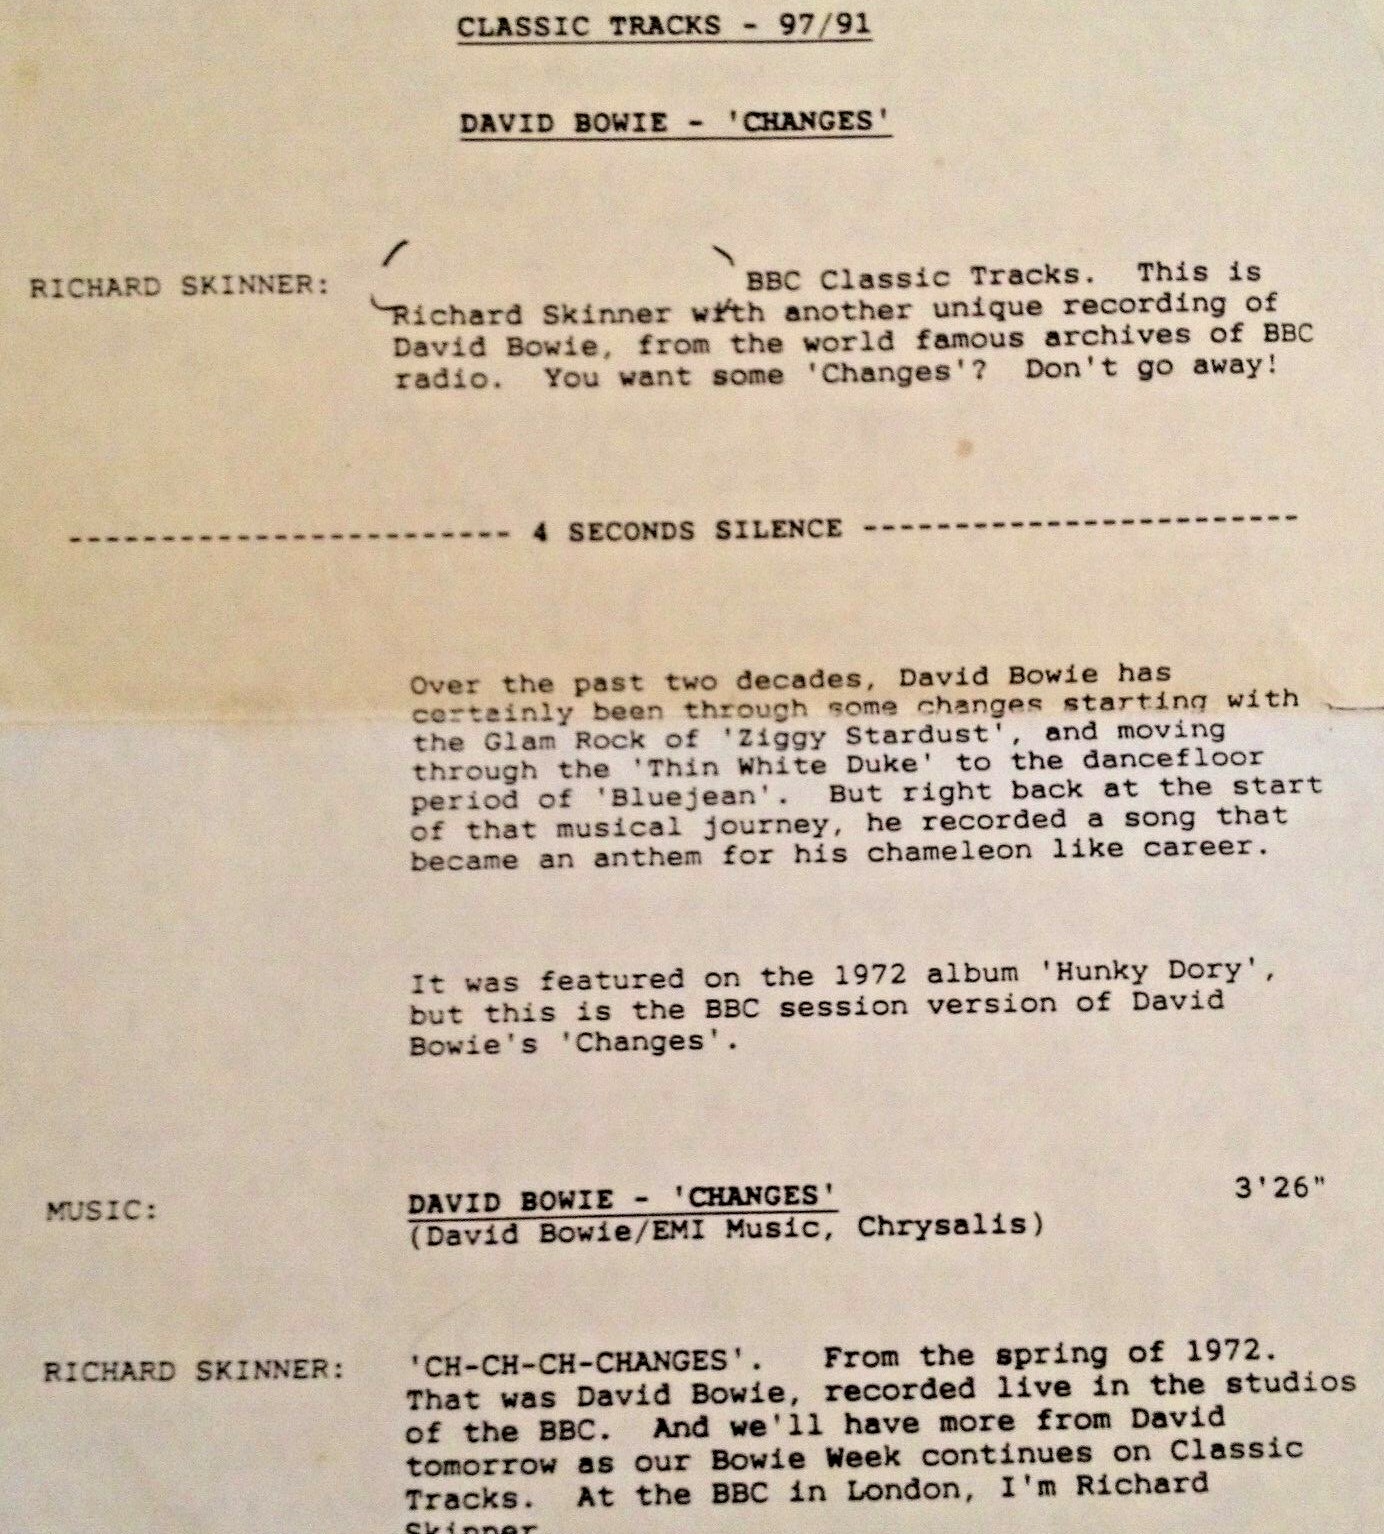 CLASSIC TRACKS - 97/91
DAVID BOWIE - 'CHANGES'
RICHARD SKINNER: BBC Classic Tracks. This is
Richard Skinner with another unique recording of
David Bowie, from the world famous archives of BBC
radio. You want some 'Changes'? Don't go away!
------------------------ 4 SECONDS SILENCE ------------------------
Over the past two decades, David Bowie has
certainly been through some changes starting with
the Glam Rock of 'Ziggy Stardust', and moving
through the 'Thin White Duke' to the dancefloor
period of 'Bluejean'. But right back at the start
of that musical journey, he recorded a song that
became an anthem for his chameleon like career.
It was featured on the 1972 album 'Hunky Dory',
but this is the BBC session version of David
Bowie's 'Changes'.
MUSIC: DAVID BOWIE - 'CHANGES' 3'26"
(David Bowie/EMI Music, Chrysalis)
RICHARD SKINNER: 'CH-CH-CH-CHANGES'. From the spring of 1972.
That was David Bowie, recorded live in the studios
of the BBC. And we'll have more from David
tomorrow as our Bowie Week continues on Classic
Tracks. At the BBC in London, I'm Richard
Skinner